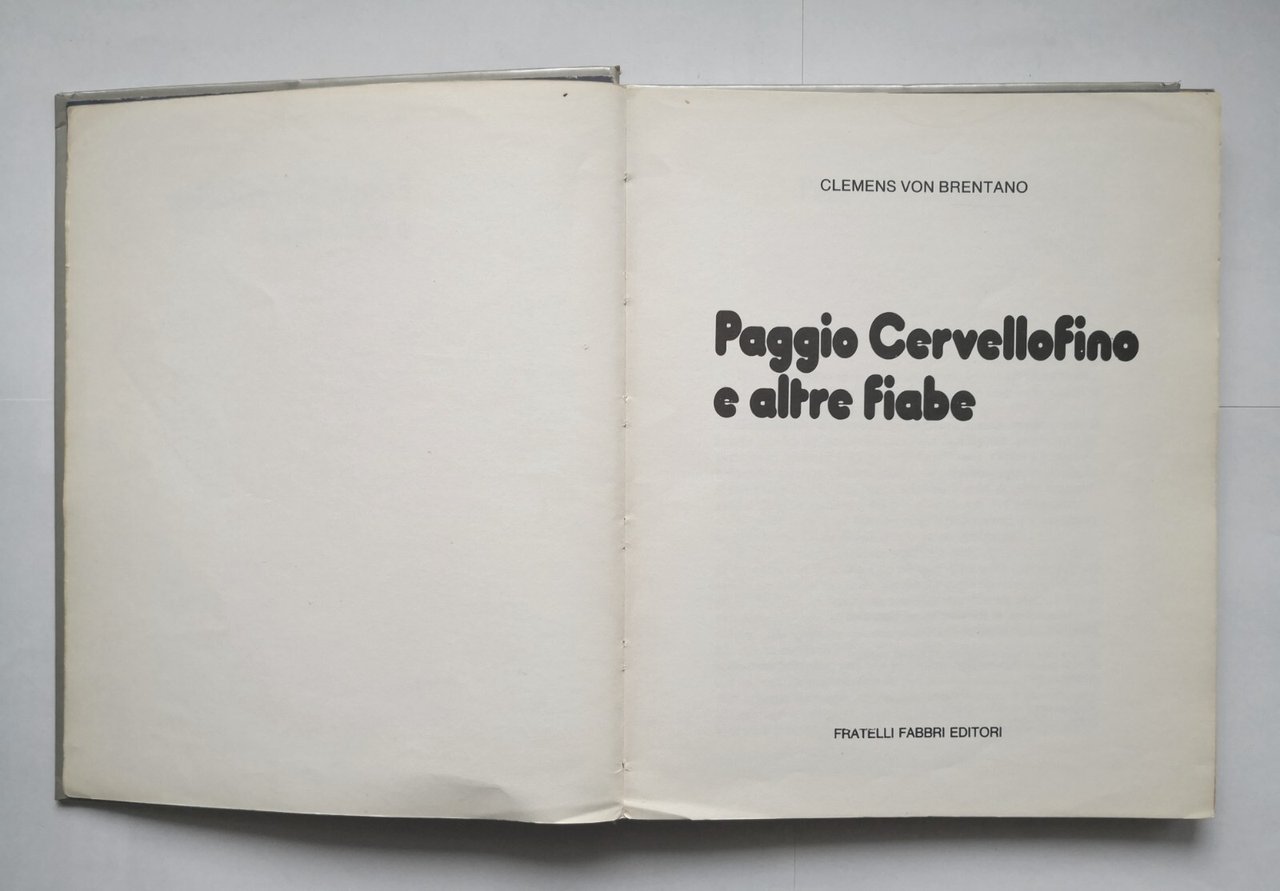 CLEMENS VON BRENTANO
Paggio Cervellofino
e altre fiabe
FRATELLI FABBRI EDITORI